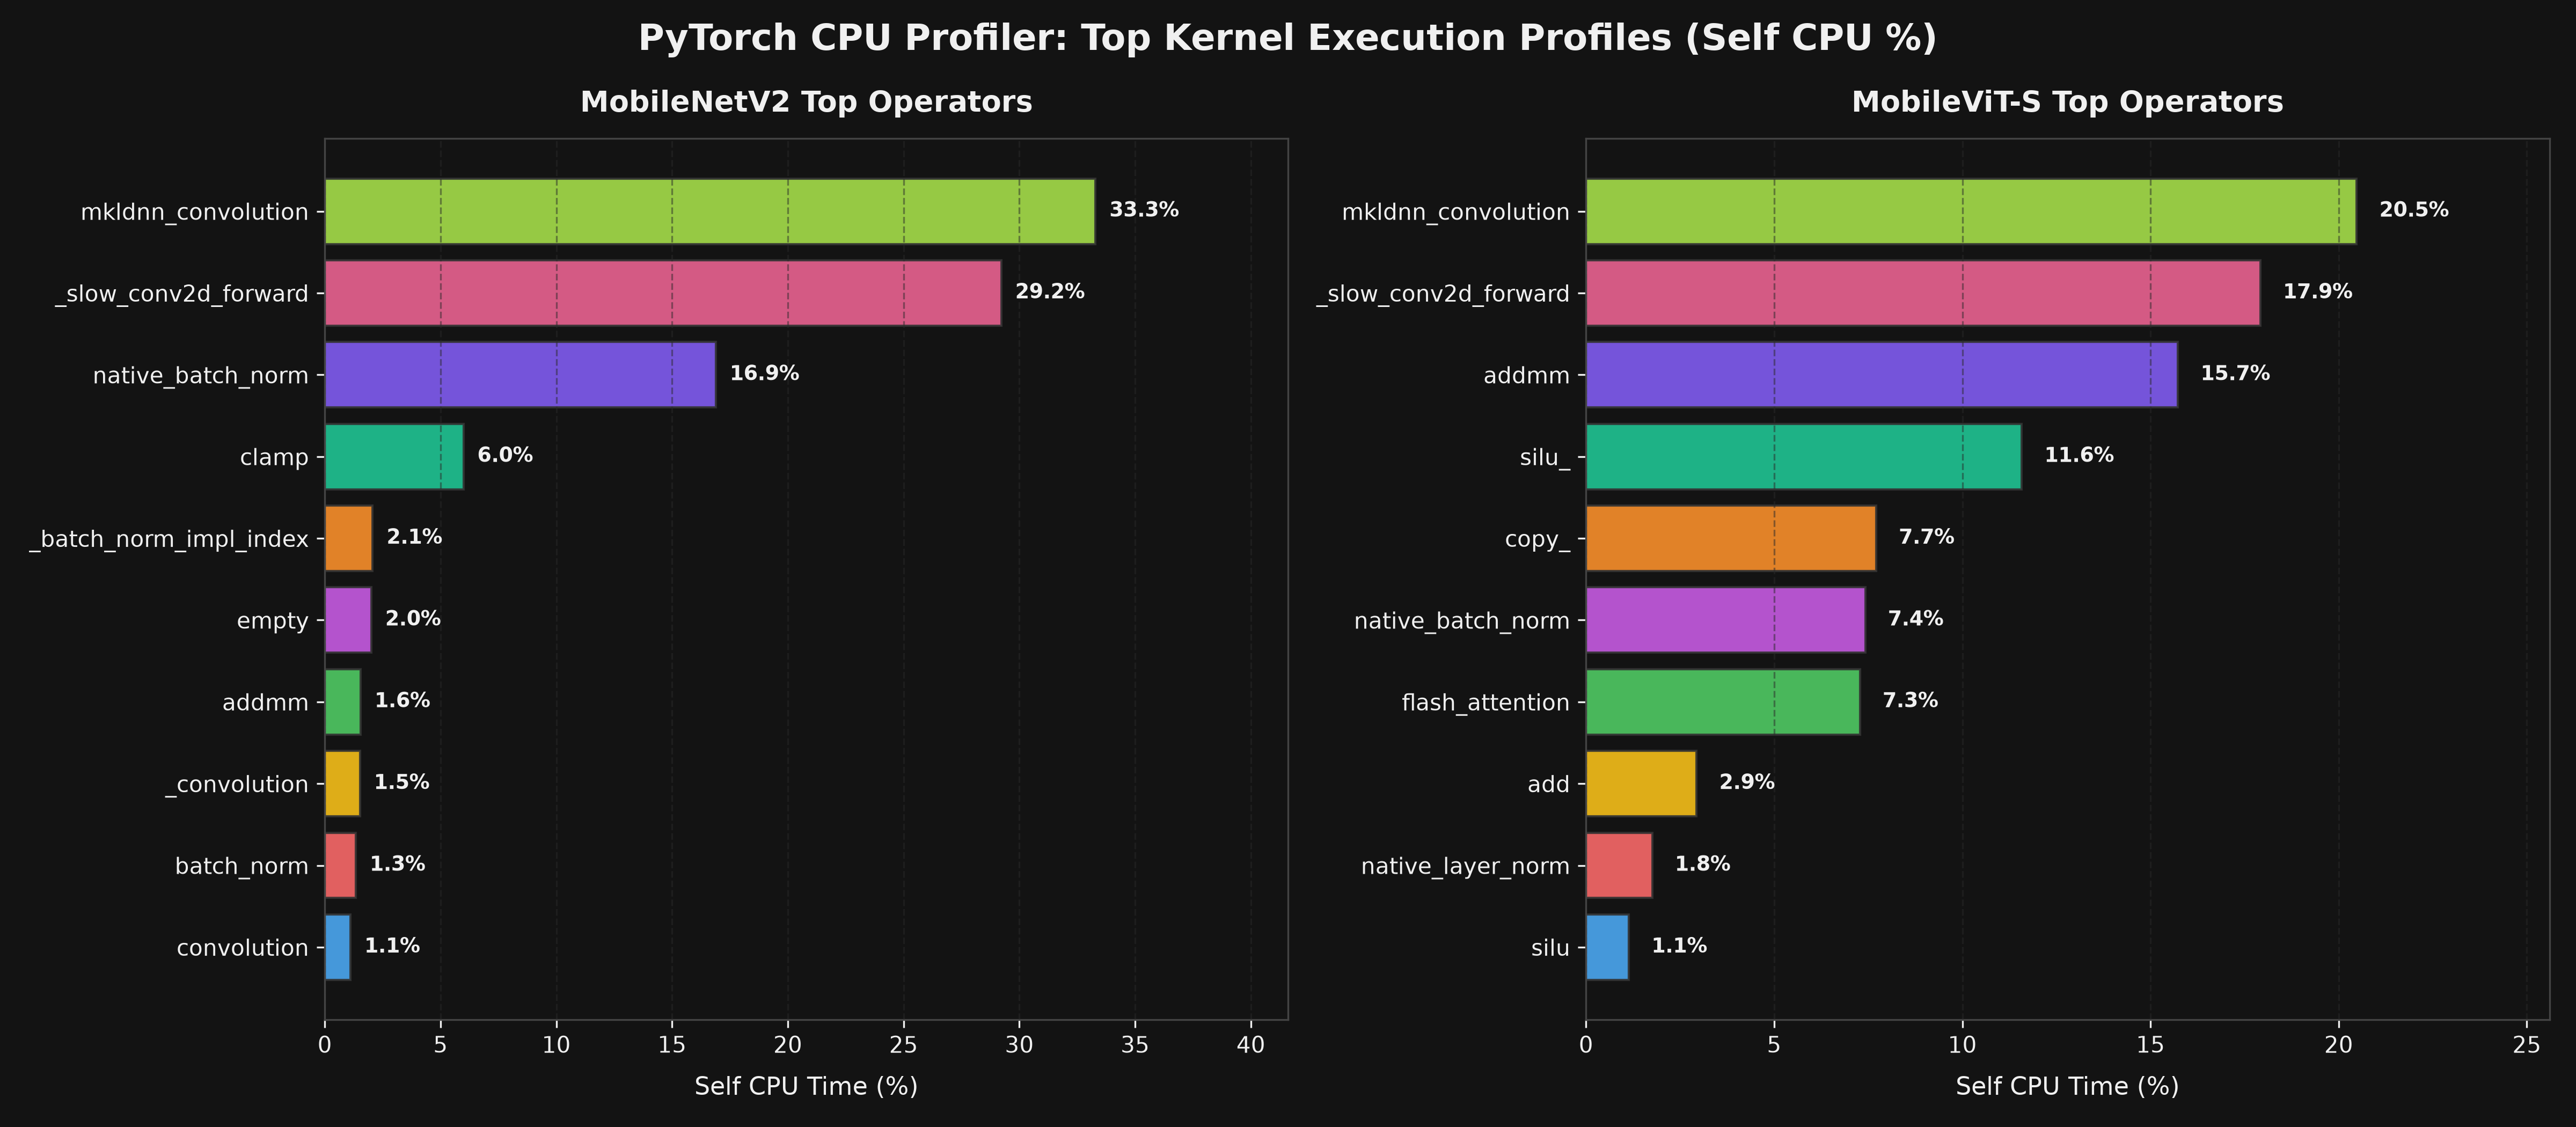 PyTorch CPU Profiler: Top Kernel Execution Profiles (Self CPU %)
MobileNetV2 Top Operators
mkldnn_convolution 33.3%
_slow_conv2d_forward 29.2%
native_batch_norm 16.9%
clamp 6.0%
_batch_norm_impl_index 2.1%
empty 2.0%
addmm 1.6%
_convolution 1.5%
batch_norm 1.3%
convolution 1.1%
0 5 10 15 20 25 30 35 40
Self CPU Time (%)
MobileViT-S Top Operators
mkldnn_convolution 20.5%
_slow_conv2d_forward 17.9%
addmm 15.7%
silu_ 11.6%
copy_ 7.7%
native_batch_norm 7.4%
flash_attention 7.3%
add 2.9%
native_layer_norm 1.8%
silu 1.1%
0 5 10 15 20 25
Self CPU Time (%)